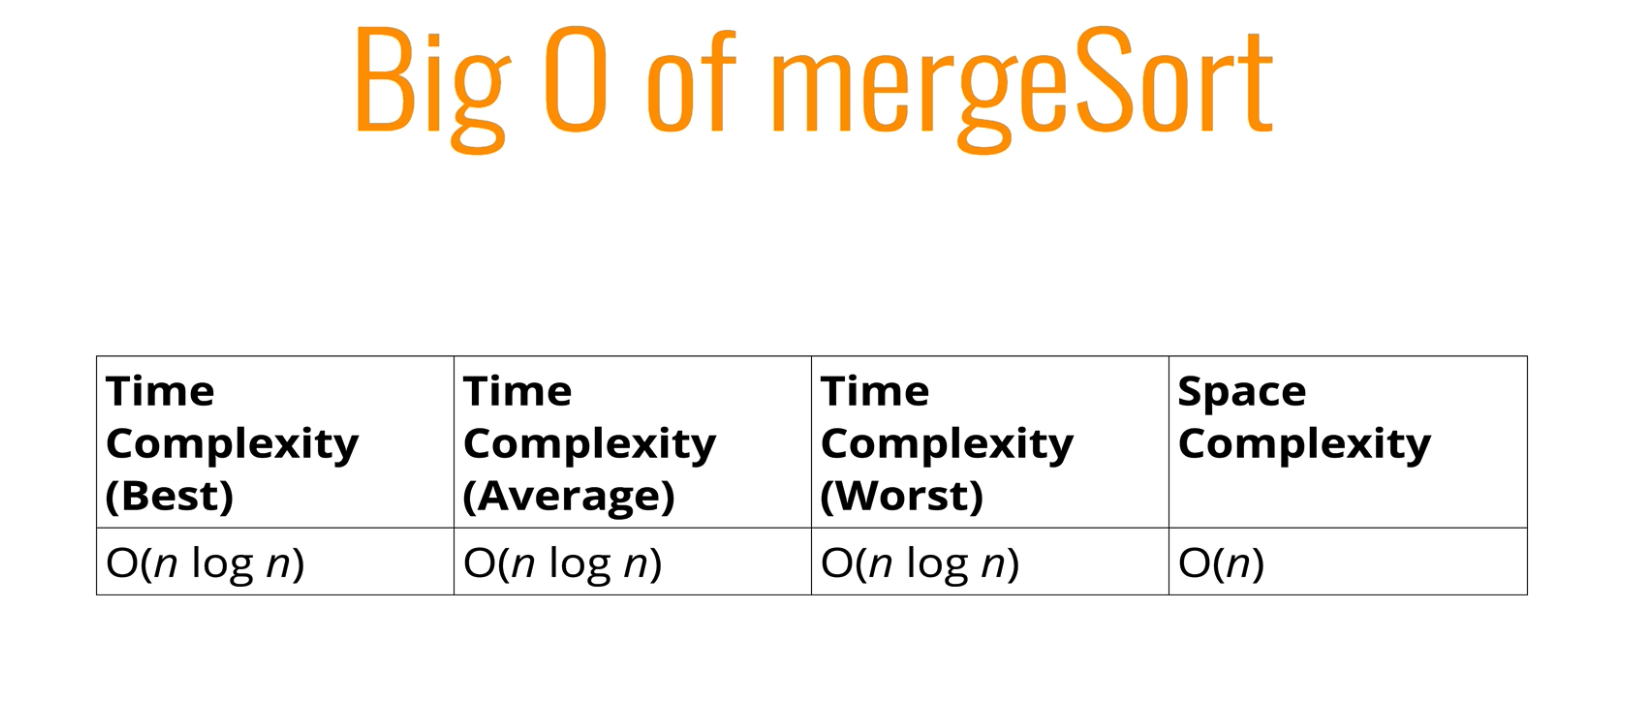 Big O of mergeSort
Time Complexity (Best)
Time Complexity (Average)
Time Complexity (Worst)
Space Complexity
O(n log n)
O(n log n)
O(n log n)
O(n)